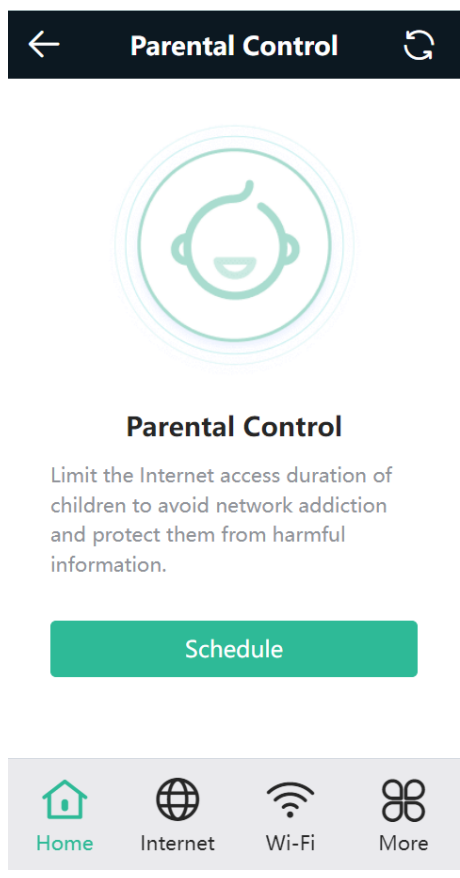 Parental Control
Parental Control
Limit the Internet access duration of
children to avoid network addiction
and protect them from harmful
information.
Schedule
Home Internet Wi-Fi More